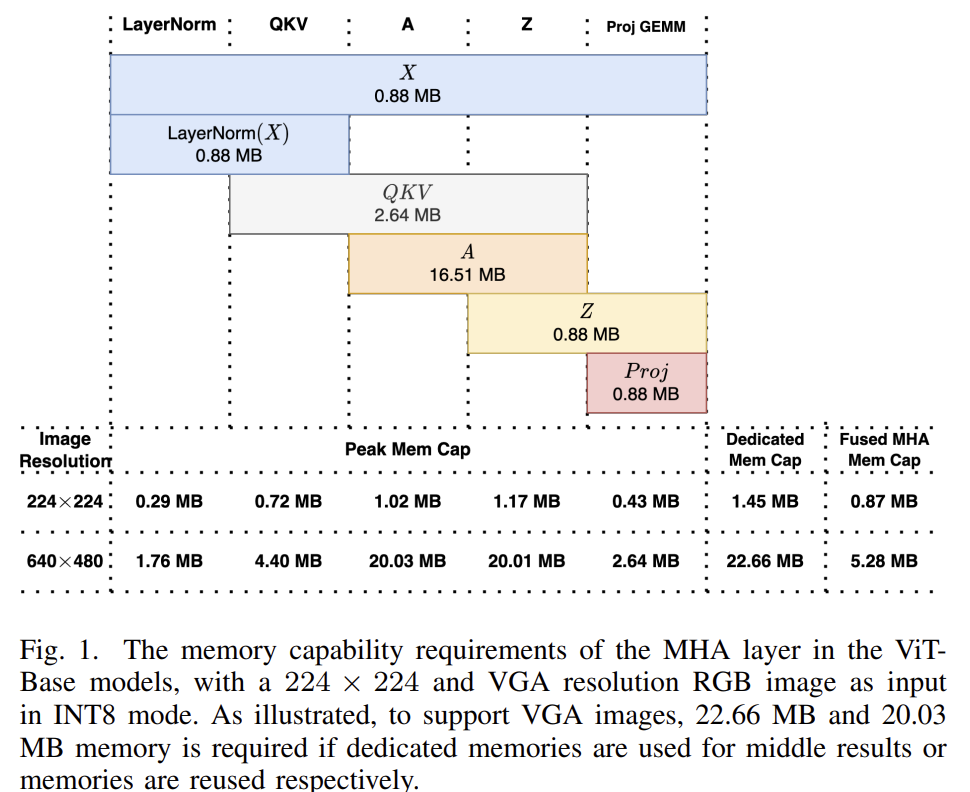 LayerNorm QKV A Z Proj GEMM
X
0.88 MB
LayerNorm(X)
0.88 MB
QKV
2.64 MB
A
16.51 MB
Z
0.88 MB
Proj
0.88 MB
Image Resolution Peak Mem Cap Dedicated Mem Cap Fused MHA Mem Cap
224×224 0.29 MB 0.72 MB 1.02 MB 1.17 MB 0.43 MB 1.45 MB 0.87 MB
640×480 1.76 MB 4.40 MB 20.03 MB 20.01 MB 2.64 MB 22.66 MB 5.28 MB
Fig. 1. The memory capability requirements of the MHA layer in the ViT-
Base models, with a 224 × 224 and VGA resolution RGB image as input
in INT8 mode. As illustrated, to support VGA images, 22.66 MB and 20.03
MB memory is required if dedicated memories are used for middle results or
memories are reused respectively.